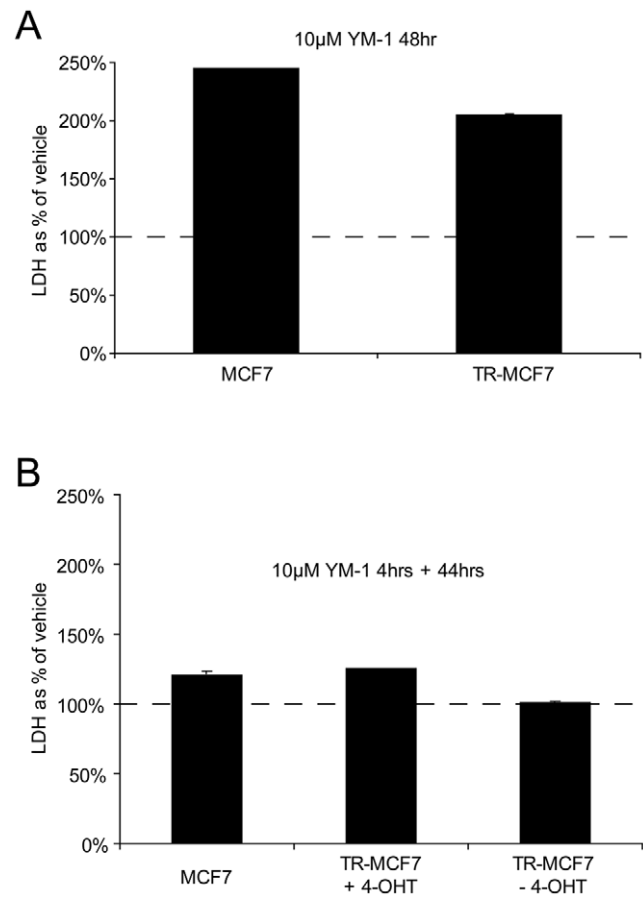 A
10µM YM-1 48hr
250%
200%
150%
100%
50%
0%
LDH as % of vehicle
MCF7 TR-MCF7
B
250%
200%
150%
100%
50%
0%
LDH as % of vehicle
10µM YM-1 4hrs + 44hrs
MCF7 TR-MCF7 TR-MCF7
+ 4-OHT - 4-OHT